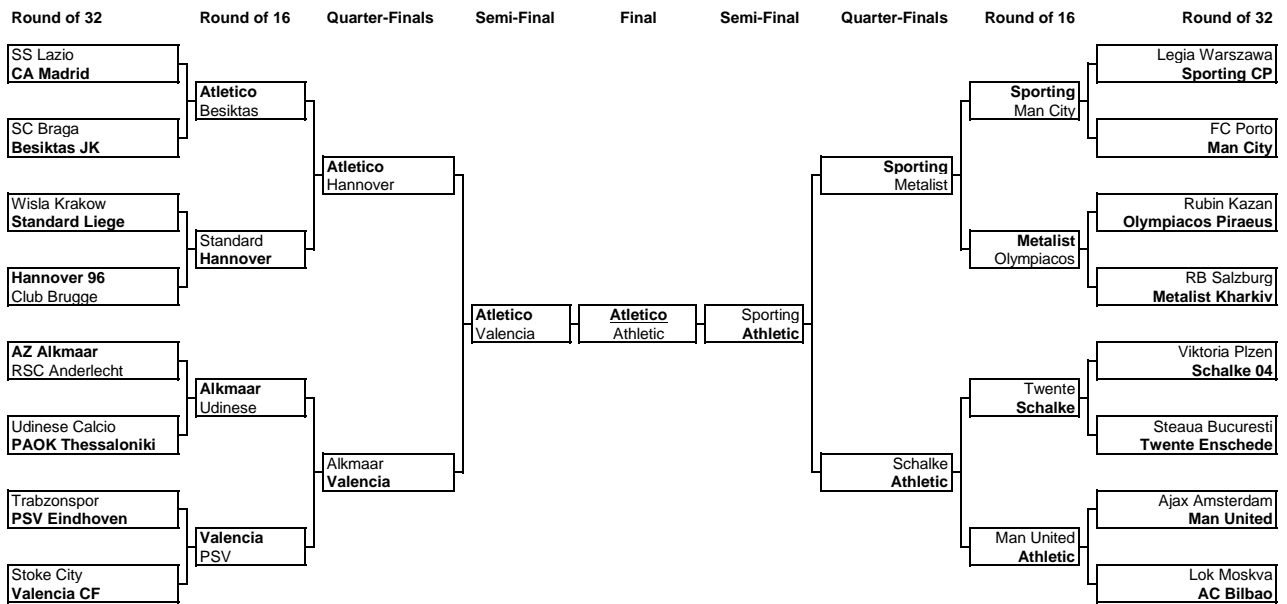 Round of 32 Round of 16 Quarter-Finals Semi-Final Final Semi-Final Quarter-Finals Round of 16 Round of 32
SS Lazio
CA Madrid
SC Braga
Besiktas JK
Wisla Krakow
Standard Liege
Hannover 96
Club Brugge
AZ Alkmaar
RSC Anderlecht
Udinese Calcio
PAOK Thessaloniki
Trabzonspor
PSV Eindhoven
Stoke City
Valencia CF
Atletico
Besiktas
Standard
Hannover
Alkmaar
Udinese
Valencia
PSV
Atletico
Hannover
Alkmaar
Valencia
Atletico
Valencia
Atletico
Athletic
Sporting
Athletic
Sporting
Metalist
Schalke
Athletic
Sporting
Man City
Metalist
Olympiacos
Twente
Schalke
Man United
Athletic
Legia Warszawa
Sporting CP
FC Porto
Man City
Rubin Kazan
Olympiacos Piraeus
RB Salzburg
Metalist Kharkiv
Viktoria Plzen
Schalke 04
Steaua Bucuresti
Twente Enschede
Ajax Amsterdam
Man United
Lok Moskva
AC Bilbao